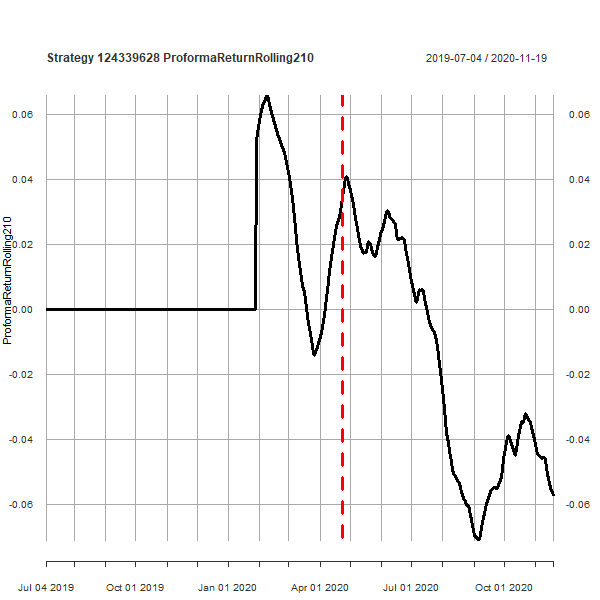 Strategy 124339628 ProformaReturnRolling210
2019-07-04 / 2020-11-19
ProformaReturnRolling210
0.06 0.06
0.04 0.04
0.02 0.02
0.00 0.00
-0.02 -0.02
-0.04 -0.04
-0.06 -0.06
Jul 04 2019 Oct 01 2019 Jan 01 2020 Apr 01 2020 Jul 01 2020 Oct 01 2020